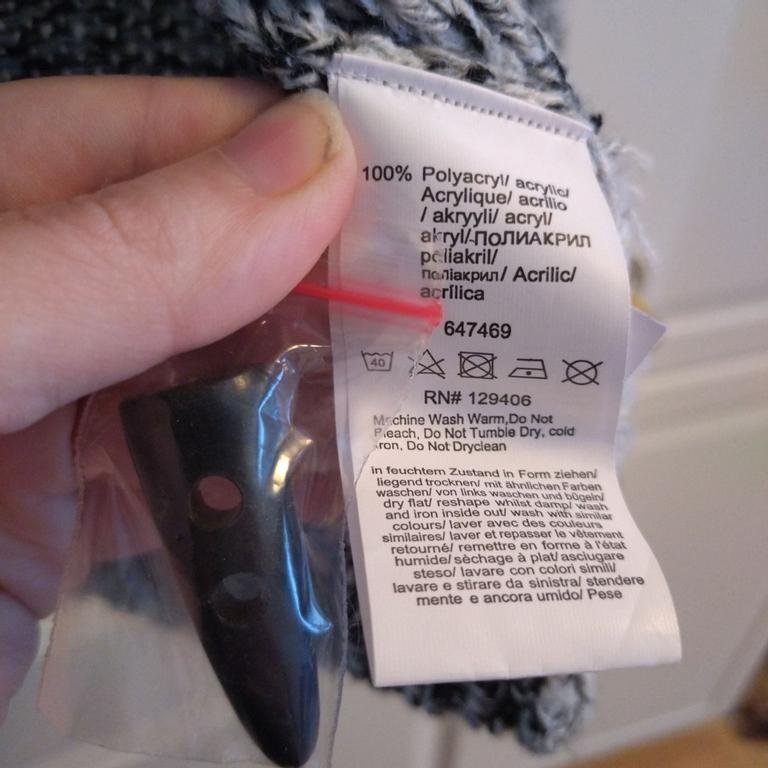 100% Polyacryl/ acrylic/
Acrylique/ acrilio
/ akryyli/ acryl/
akryl/-ПОЛИАКРИЛ
poliakril/
поліакрил/ Acrilic/
acrílica
647469
40
RN# 129406
Machine Wash Warm,Do Not
Bleach, Do Not Tumble Dry, cold
Iron, Do Not Dryclean
in feuchtem Zustand in Form ziehen/
liegend trocknen/ mit ähnlichen Farben
waschen/ von links waschen und bügeln/
dry flat/ reshape whilst damp/ wash
and iron inside out/ wash with similar
colours/ laver avec des couleurs
similaires/ laver et repasser le vêtement
retourné/ remettre en forme à l'état
humide/ sèchage à plat/ asciugare
steso/ lavare con colori simili/
lavare e stirare da sinistra/ stendere
mente e ancora umido/ Pese